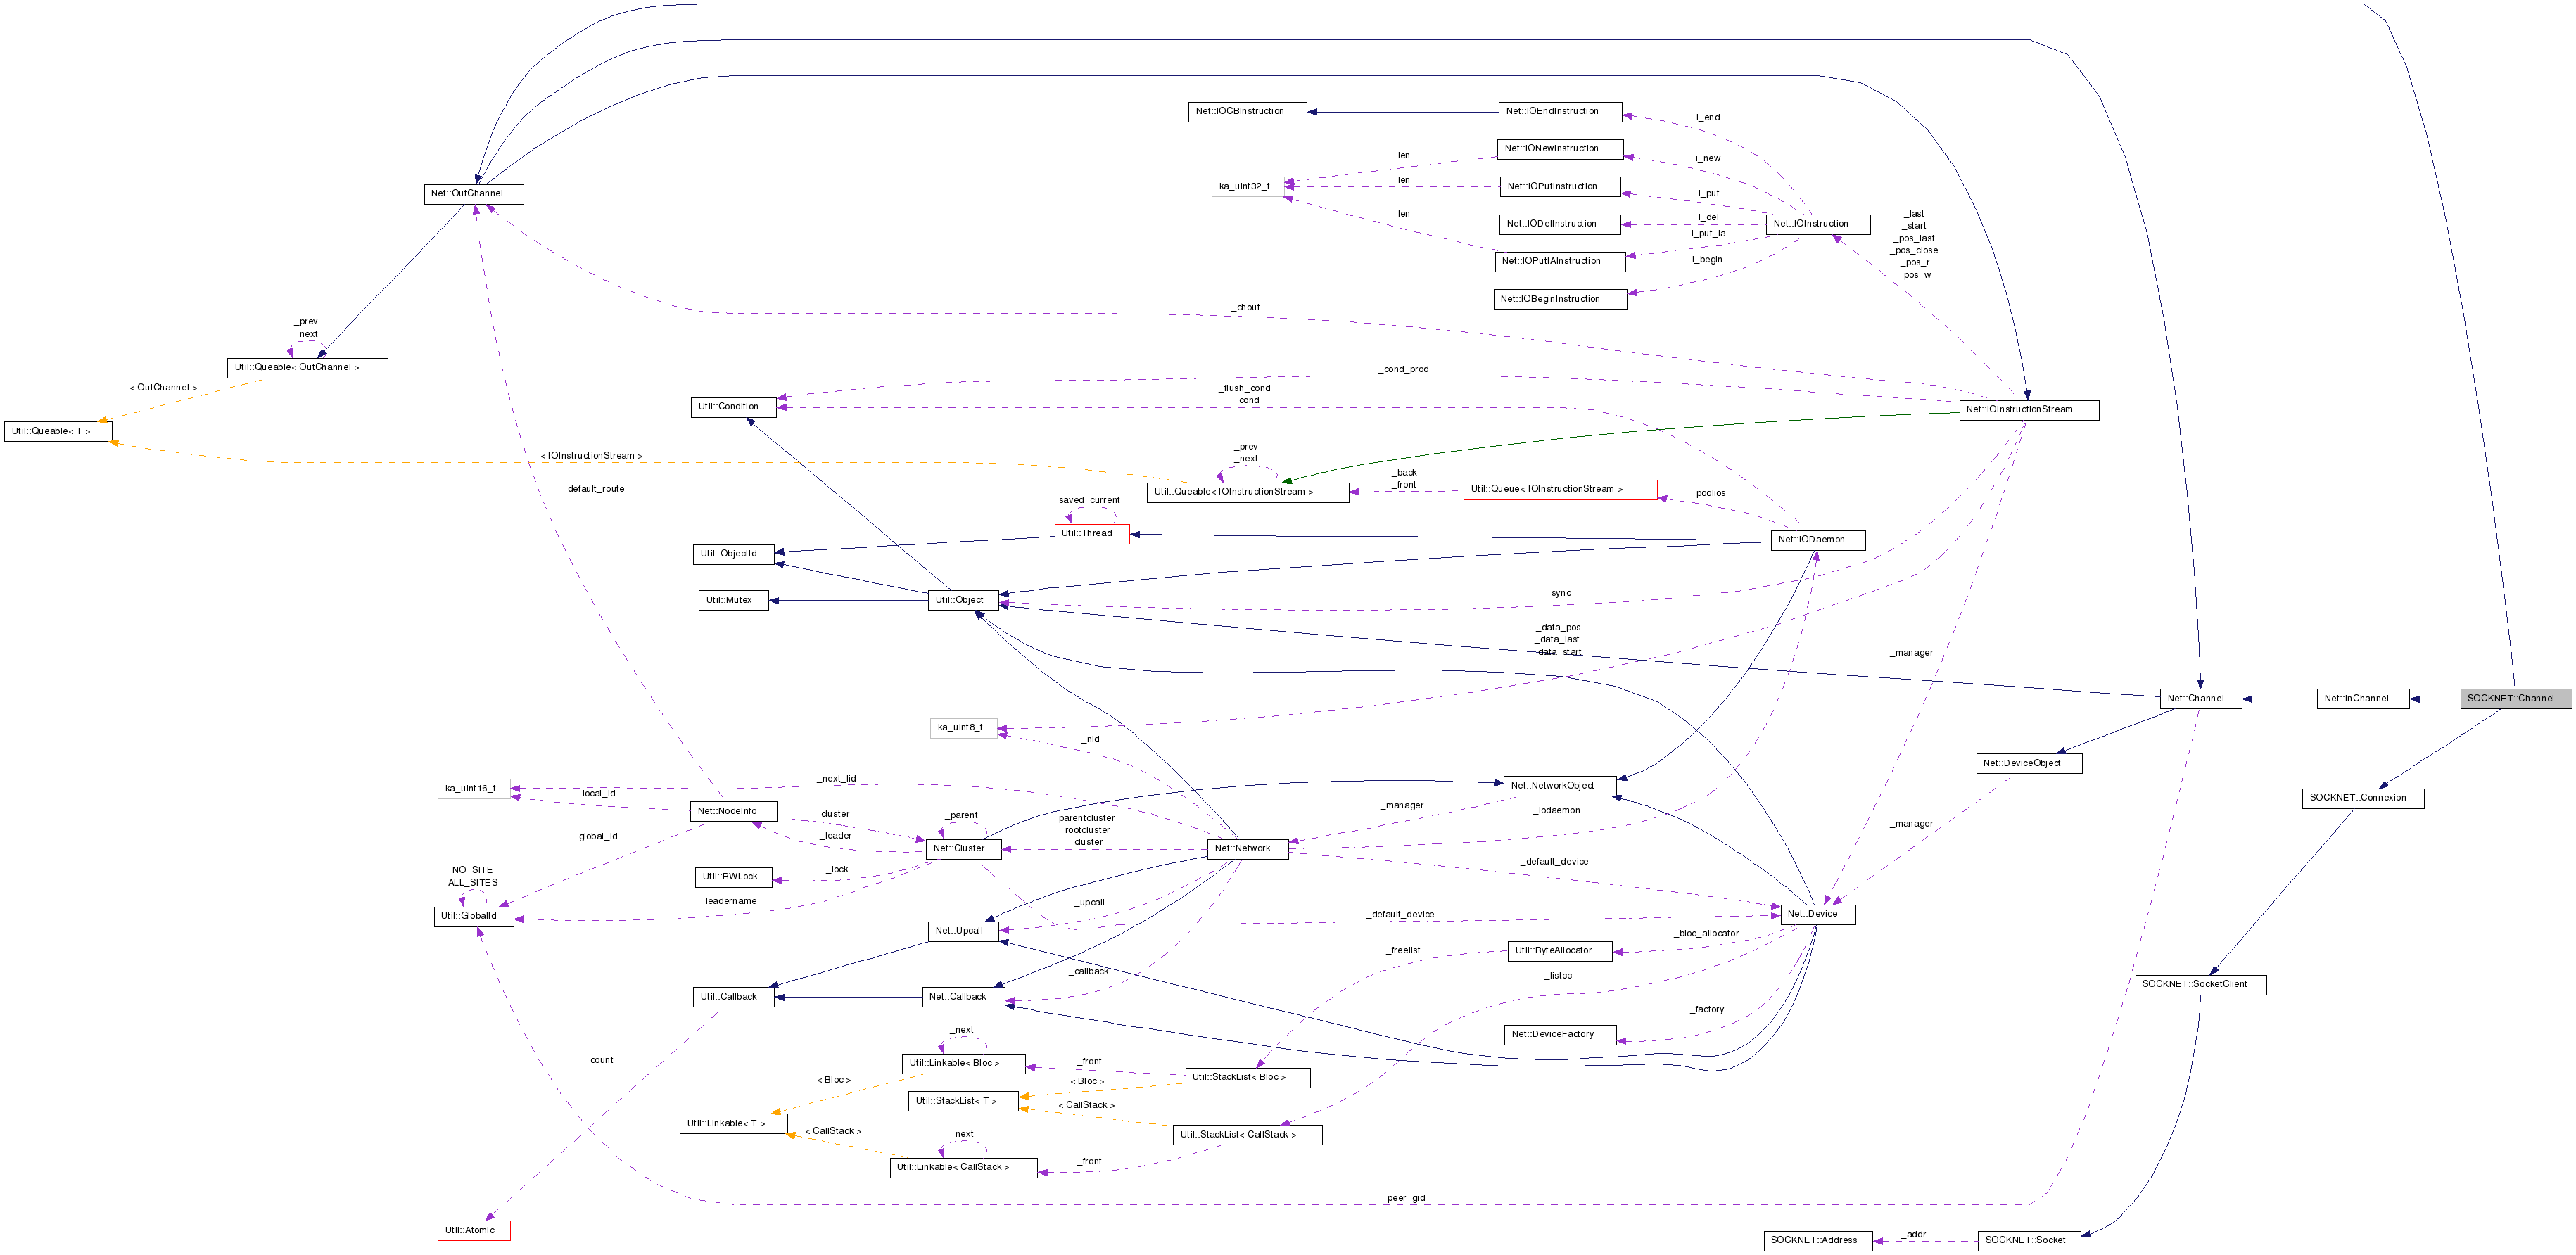 Net::IOCBInstruction
Net::IOEndInstruction
i_end
Net::IONewInstruction
len
i_new
ka_uint32_t
len
Net::IOPutInstruction
i_put
Net::OutChannel
len
Net::IODelInstruction
i_del
Net::IOInstruction
_last
_start
_pos_last
_pos_close
_pos_r
_pos_w
i_put_ia
Net::IOPutIAInstruction
i_begin
Net::IOBeginInstruction
_chout
_prev
_next
Util::Queable< OutChannel >
< OutChannel >
_cond_prod
_flush_cond
_cond
Util::Condition
Net::IOInstructionStream
Util::Queable< T >
< IOInstructionStream >
_prev
_next
Util::Queable< IOInstructionStream >
_back
_front
Util::Queue< IOInstructionStream >
_poolios
default_route
_saved_current
Util::Thread
Net::IODaemon
Util::ObjectId
Util::Mutex
Util::Object
_sync
_data_pos
_data_last
_data_start
_manager
Net::Channel
Net::InChannel
SOCKNET::Channel
ka_uint8_t
_nid
Net::DeviceObject
ka_uint16_t
_next_lid
local_id
Net::NetworkObject
SOCKNET::Connexion
Net::NodeInfo
cluster
_parent
_leader
Net::Cluster
parentcluster
rootcluster
cluster
Net::Network
_manager
_iodaemon
_manager
global_id
_default_device
NO_SITE
ALL_SITES
Util::GlobalId
Util::RWLock
_lock
_leadername
_upcall
_default_device
Net::Device
Net::Upcall
_bloc_allocator
_freelist
Util::ByteAllocator
_callback
_listcc
Util::Callback
Net::Callback
SOCKNET::SocketClient
_factory
Net::DeviceFactory
_count
_next
Util::Linkable< Bloc >
_front
Util::StackList< Bloc >
< Bloc >
< Bloc >
Util::StackList< T >
< CallStack >
Util::Linkable< T >
< CallStack >
_next
Util::StackList< CallStack >
Util::Linkable< CallStack >
_front
_peer_gid
Util::Atomic
SOCKNET::Address
_addr
SOCKNET::Socket